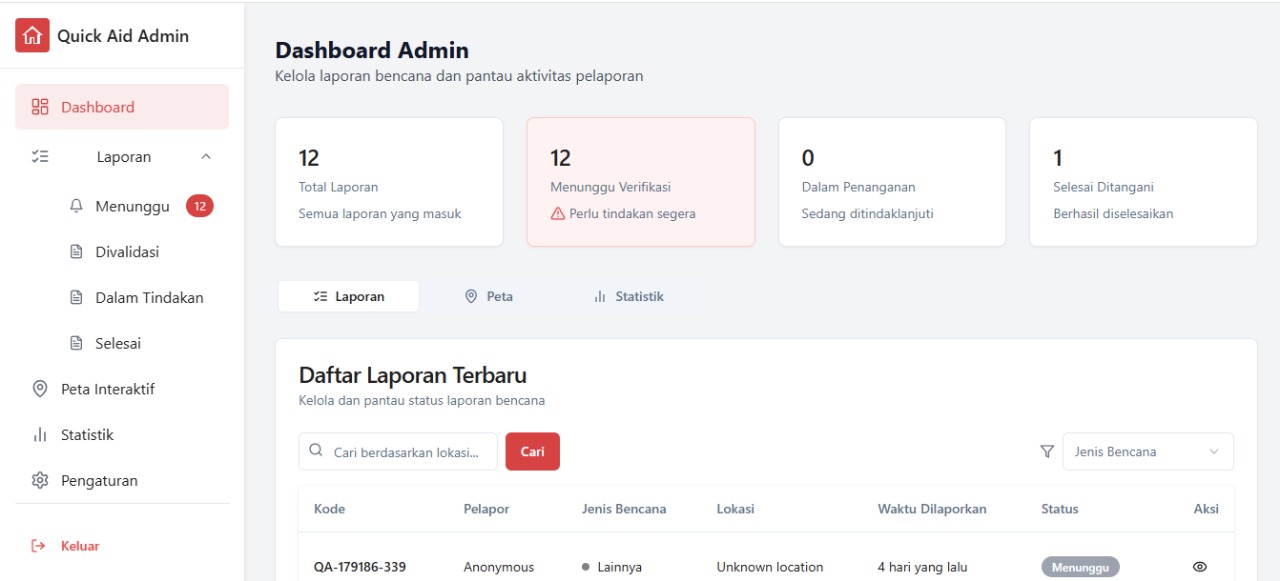 Quick Aid Admin
Dashboard
Laporan
Menunggu 12
Divalidasi
Dalam Tindakan
Selesai
Peta Interaktif
Statistik
Pengaturan
Keluar
Dashboard Admin
Kelola laporan bencana dan pantau aktivitas pelaporan
12
Total Laporan
Semua laporan yang masuk
12
Menunggu Verifikasi
Perlu tindakan segera
0
Dalam Penanganan
Sedang ditindaklanjuti
1
Selesai Ditangani
Berhasil diselesaikan
Laporan Peta Statistik
Daftar Laporan Terbaru
Kelola dan pantau status laporan bencana
Cari berdasarkan lokasi... Cari Jenis Bencana
Kode Pelapor Jenis Bencana Lokasi Waktu Dilaporkan Status Aksi
QA-179186-339 Anonymous Lainnya Unknown location 4 hari yang lalu Menunggu